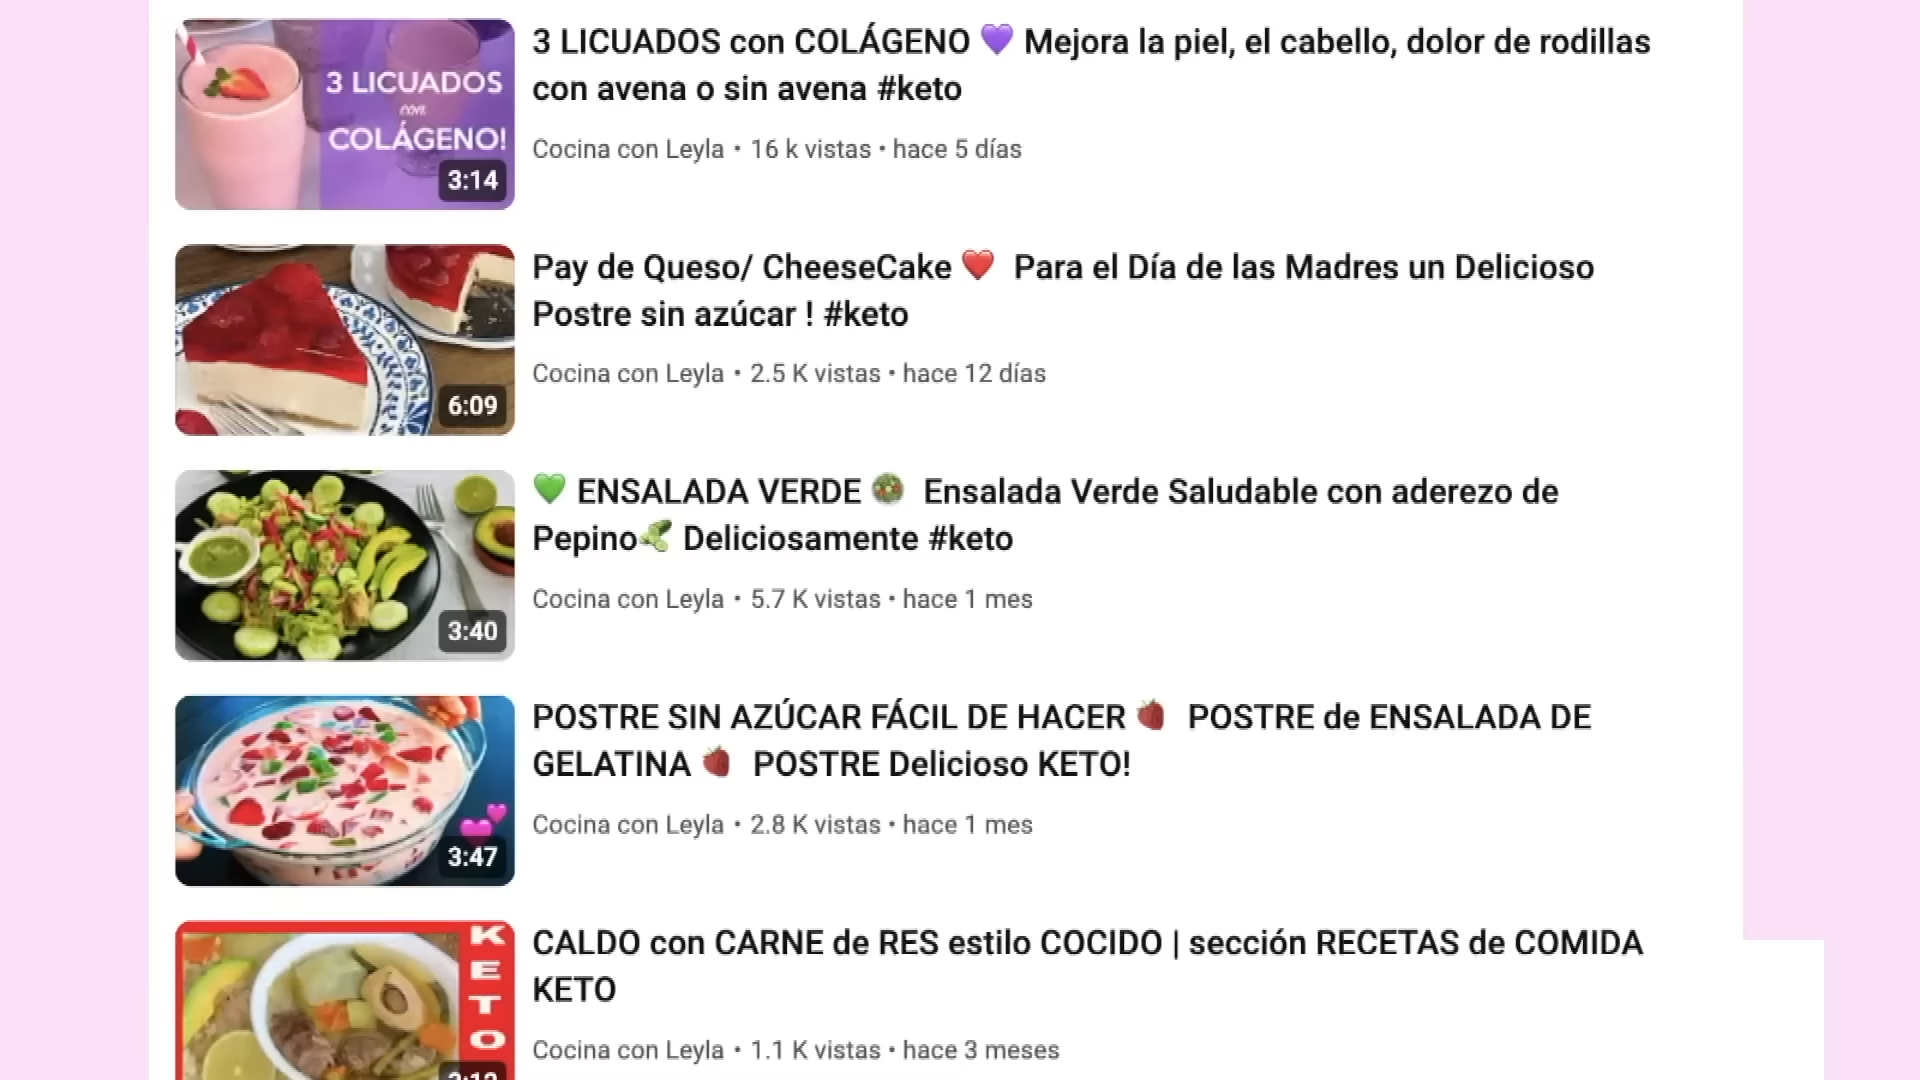 3 LICUADOS
con
COLÁGENO!
3:14
3 LICUADOS con COLÁGENO 💜 Mejora la piel, el cabello, dolor de rodillas
con avena o sin avena #keto
Cocina con Leyla • 16 k vistas • hace 5 días
6:09
Pay de Queso/ CheeseCake ❤️ Para el Día de las Madres un Delicioso
Postre sin azúcar ! #keto
Cocina con Leyla • 2.5 K vistas • hace 12 días
3:40
💚 ENSALADA VERDE 🥗 Ensalada Verde Saludable con aderezo de
Pepino🥒 Deliciosamente #keto
Cocina con Leyla • 5.7 K vistas • hace 1 mes
3:47
POSTRE SIN AZÚCAR FÁCIL DE HACER 🍓 POSTRE de ENSALADA DE
GELATINA 🍓 POSTRE Delicioso KETO!
Cocina con Leyla • 2.8 K vistas • hace 1 mes
KETO
CALDO con CARNE de RES estilo COCIDO | sección RECETAS de COMIDA
KETO
Cocina con Leyla • 1.1 K vistas • hace 3 meses